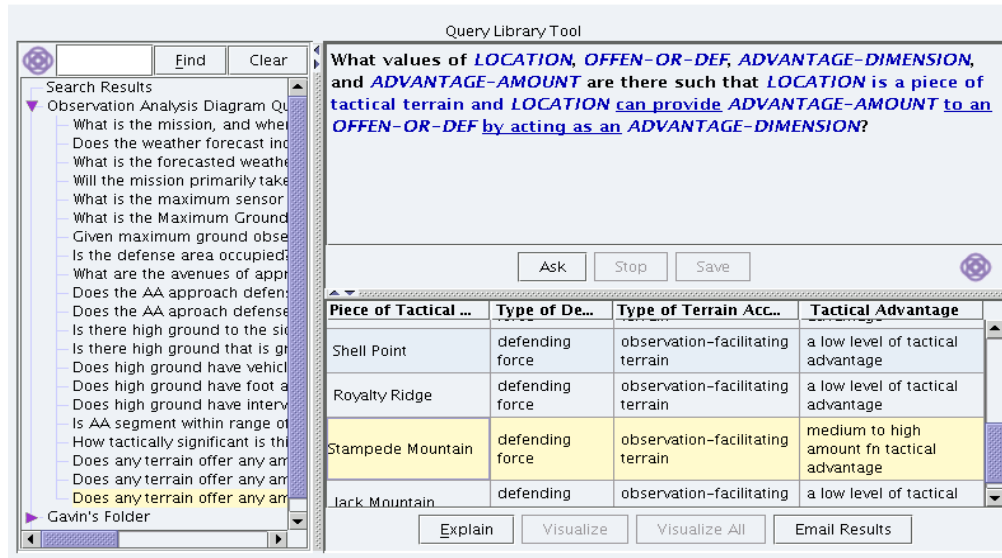 Query Library Tool
Find
Clear
Search Results
Observation Analysis Diagram Qu
What is the mission, and wher
Does the weather forecast ind
What is the forecasted weathe
Will the mission primarily take
What is the maximum sensor
What is the Maximum Ground
Given maximum ground obse
Is the defense area occupied?
What are the avenues of appr
Does the AA approach defens
Does the AA aproach defense
Is there high ground to the sid
Is there high ground that is gr
Does high ground have vehicl
Does high ground have foot a
Does high ground have interv
Is AA segment within range of
How tactically significant is thi
Does any terrain offer any am
Does any terrain offer any am
Does any terrain offer any am
Gavin's Folder
What values of LOCATION, OFFEN-OR-DEF, ADVANTAGE-DIMENSION,
and ADVANTAGE-AMOUNT are there such that LOCATION is a piece of
tactical terrain and LOCATION can provide ADVANTAGE-AMOUNT to an
OFFEN-OR-DEF by acting as an ADVANTAGE-DIMENSION?
Ask
Stop
Save
Piece of Tactical ...
Type of De...
Type of Terrain Acc...
Tactical Advantage
Shell Point
defending
force
observation-facilitating
terrain
a low level of tactical
advantage
Royalty Ridge
defending
force
observation-facilitating
terrain
a low level of tactical
advantage
Stampede Mountain
defending
force
observation-facilitating
terrain
medium to high
amount fn tactical
advantage
Jack Mountain
defending
observation-facilitating
a low level of tactical
Explain
Visualize
Visualize All
Email Results